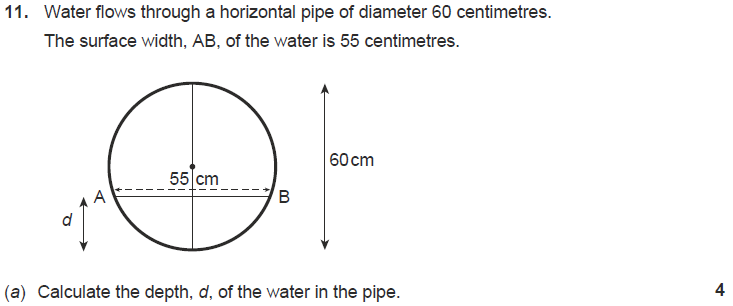 11. Water flows through a horizontal pipe of diameter 60 centimetres.
The surface width, AB, of the water is 55 centimetres.
60 cm
55 cm
A
B
d
(a) Calculate the depth, d, of the water in the pipe. 4